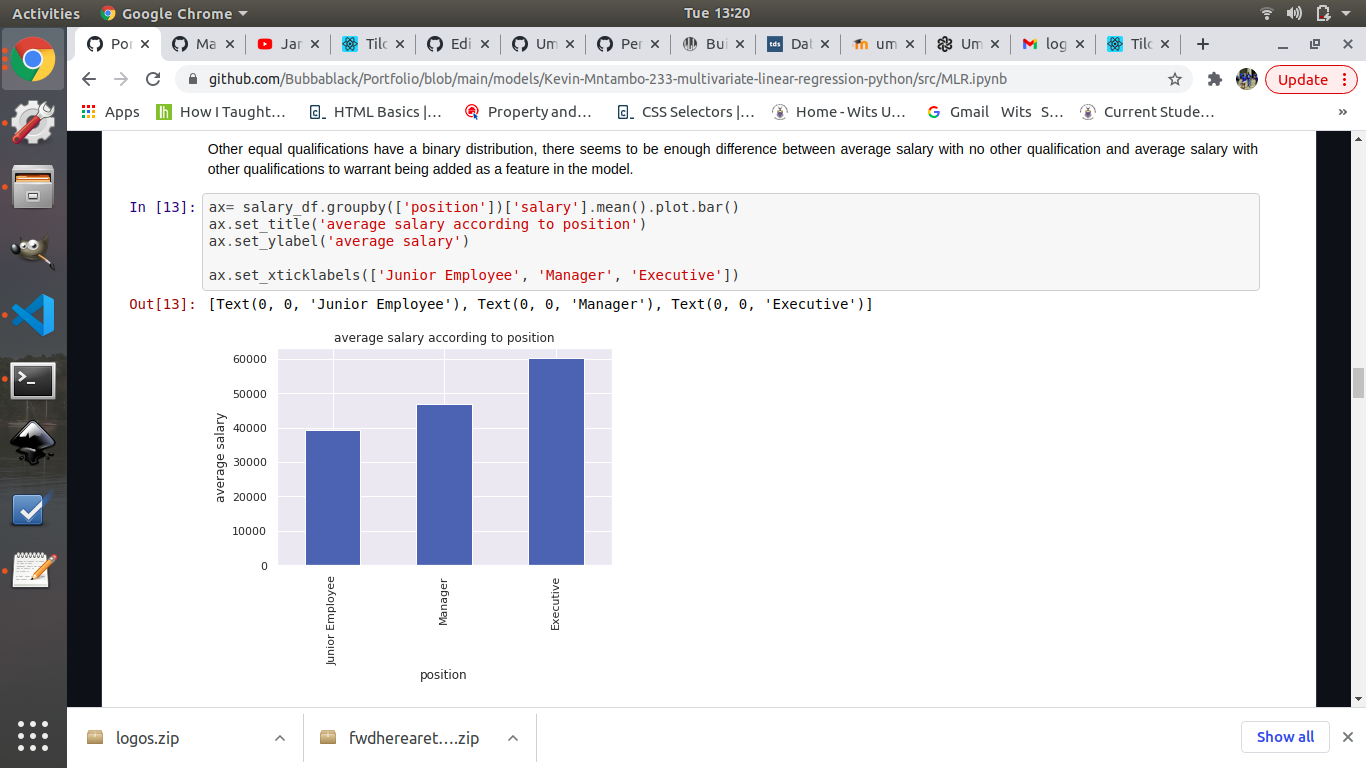 Activities
Google Chrome
Tue 13:20
Por
Ma
Jar
Tilc
Edi
Um
Per
Bui
tds
Dat
um
Um
log
Tilc
github.com/Bubbablack/Portfolio/blob/main/models/Kevin-Mntambo-233-multivariate-linear-regression-python/src/MLR.ipynb
Update
Apps
How I Taught…
HTML Basics |…
Property and…
CSS Selectors |…
Home - Wits U…
Gmail
Wits S…
Current Stude…
»
Other equal qualifications have a binary distribution, there seems to be enough difference between average salary with no other qualification and average salary with
other qualifications to warrant being added as a feature in the model.
In [13]:
ax= salary_df.groupby(['position'])['salary'].mean().plot.bar()
ax.set_title('average salary according to position')
ax.set_ylabel('average salary')
ax.set_xticklabels(['Junior Employee', 'Manager', 'Executive'])
Out[13]: [Text(0, 0, 'Junior Employee'), Text(0, 0, 'Manager'), Text(0, 0, 'Executive')]
average salary according to position
60000
50000
40000
30000
20000
10000
0
average salary
Junior Employee
Manager
Executive
position
logos.zip
fwdherearet….zip
Show all